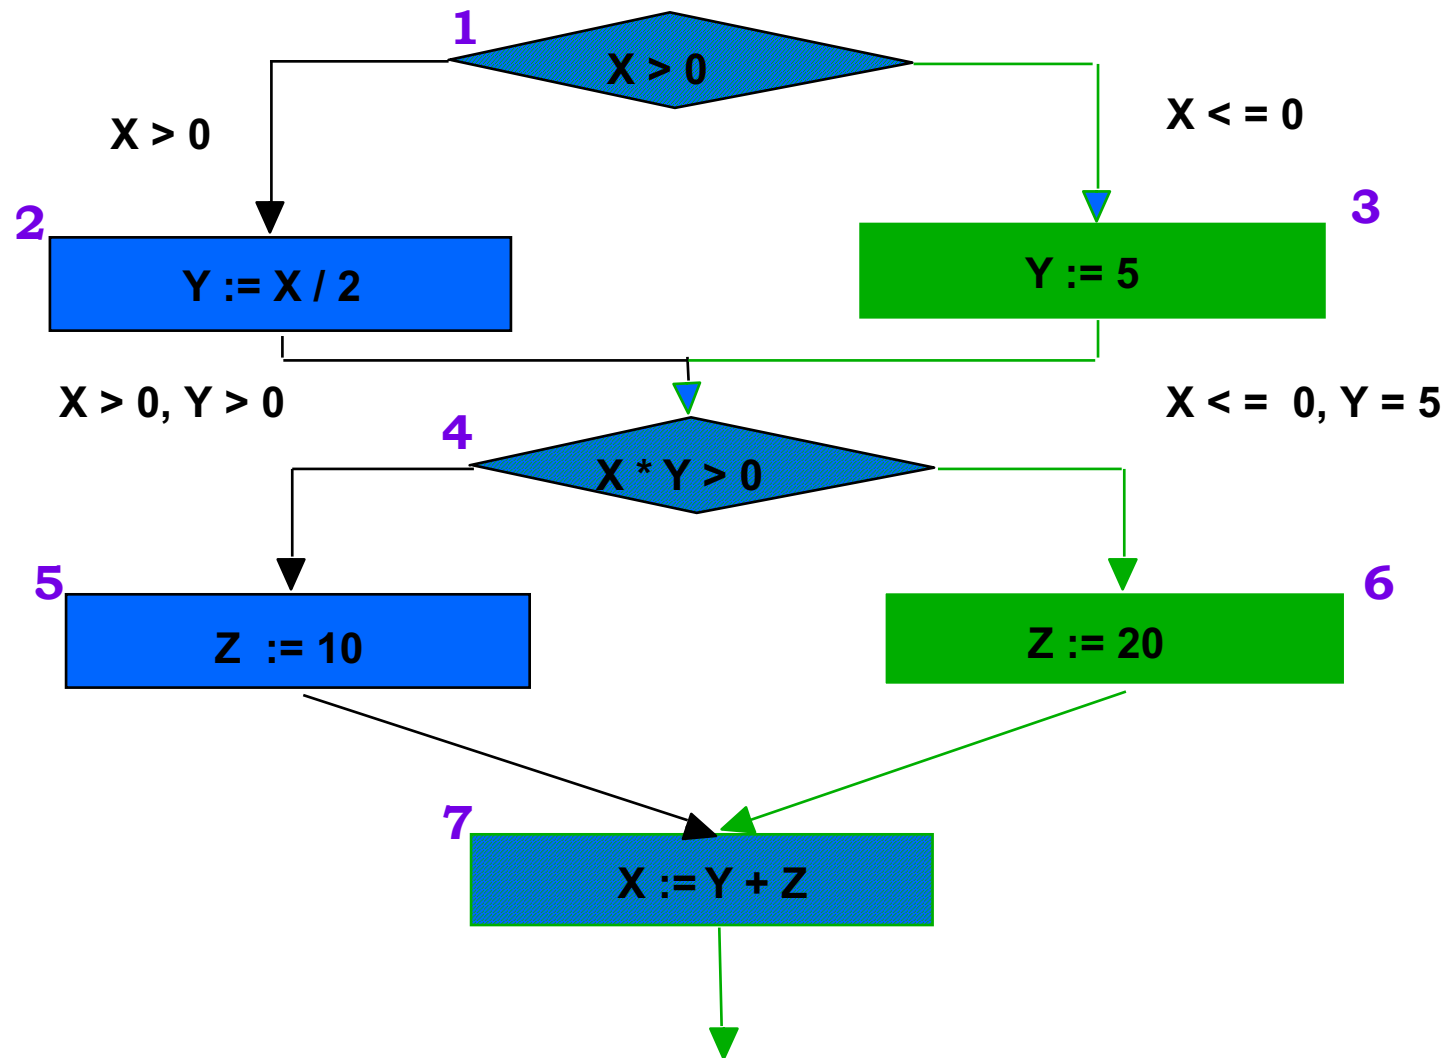 1
X > 0
X > 0
X < = 0
2
Y := X / 2
3
Y := 5
X > 0, Y > 0
X < = 0, Y = 5
4
X * Y > 0
5
Z := 10
6
Z := 20
7
X := Y + Z